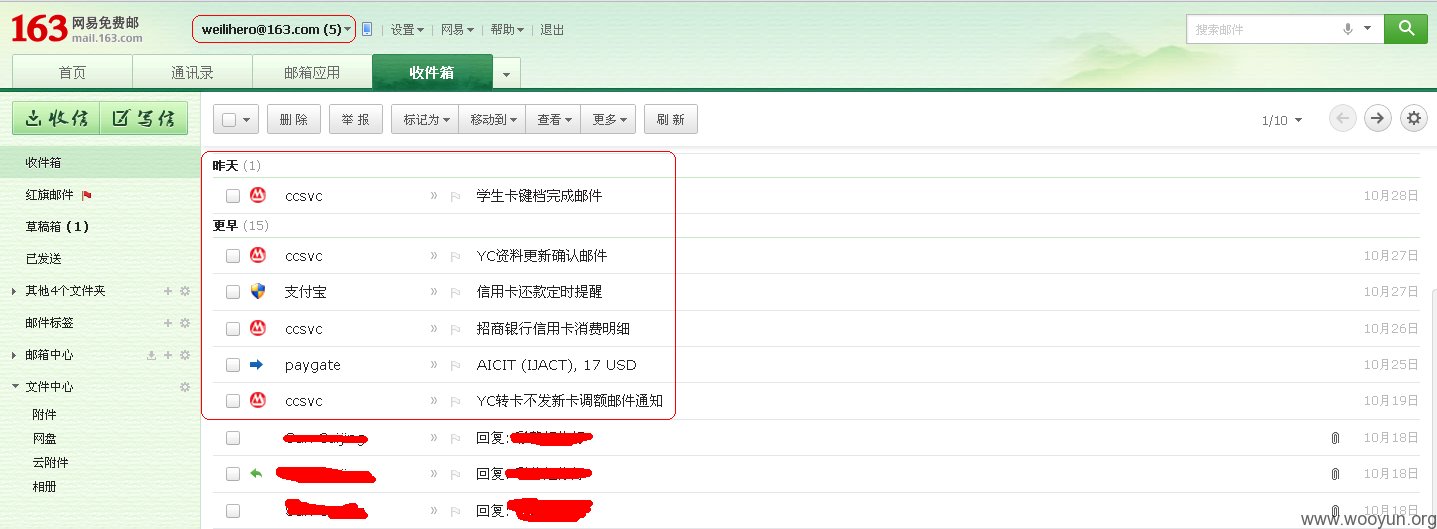 163 网易免费邮 mail.163.com
weilihero@163.com (5) 设置 网易 帮助 退出 搜索邮件
首页 通讯录 邮箱应用 收件箱
收信 写信 删 除 举 报 标记为 移动到 查看 更多 刷 新 1/10
收件箱
红旗邮件
草稿箱 (1)
已发送
其他4个文件夹
邮件标签
邮箱中心
文件中心
附件
网盘
云附件
相册
昨天 (1)
ccsvc 学生卡键档完成邮件 10月28日
更早 (15)
ccsvc YC资料更新确认邮件 10月27日
支付宝 信用卡还款定时提醒 10月27日
ccsvc 招商银行信用卡消费明细 10月26日
paygate AICIT (IJACT), 17 USD 10月25日
ccsvc YC转卡不发新卡调额邮件通知 10月19日
回复: 10月18日
回复: 10月18日
回复: 10月18日
www.wooyun.org